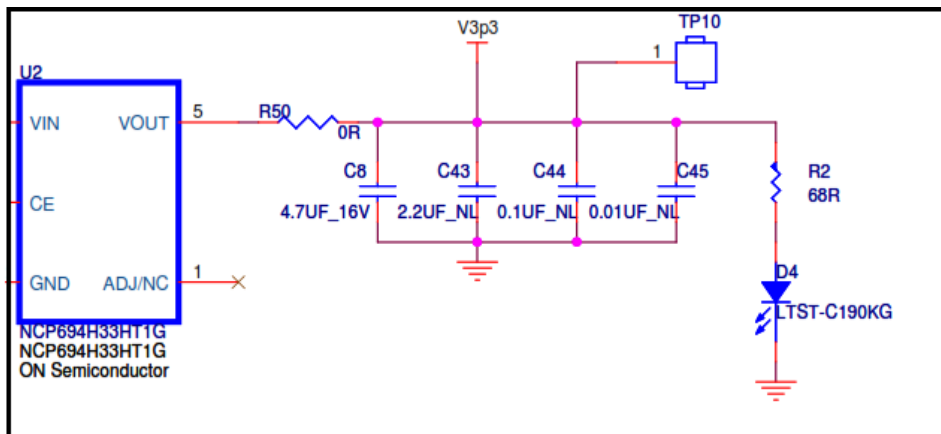 V3p3
TP10
1
U2
VIN
VOUT
5
R50
0R
C8
4.7UF_16V
C43
2.2UF_NL
C44
0.1UF_NL
C45
0.01UF_NL
R2
68R
CE
GND
ADJ/NC
1
D4
LTST-C190KG
NCP694H33HT1G
NCP694H33HT1G
ON Semiconductor